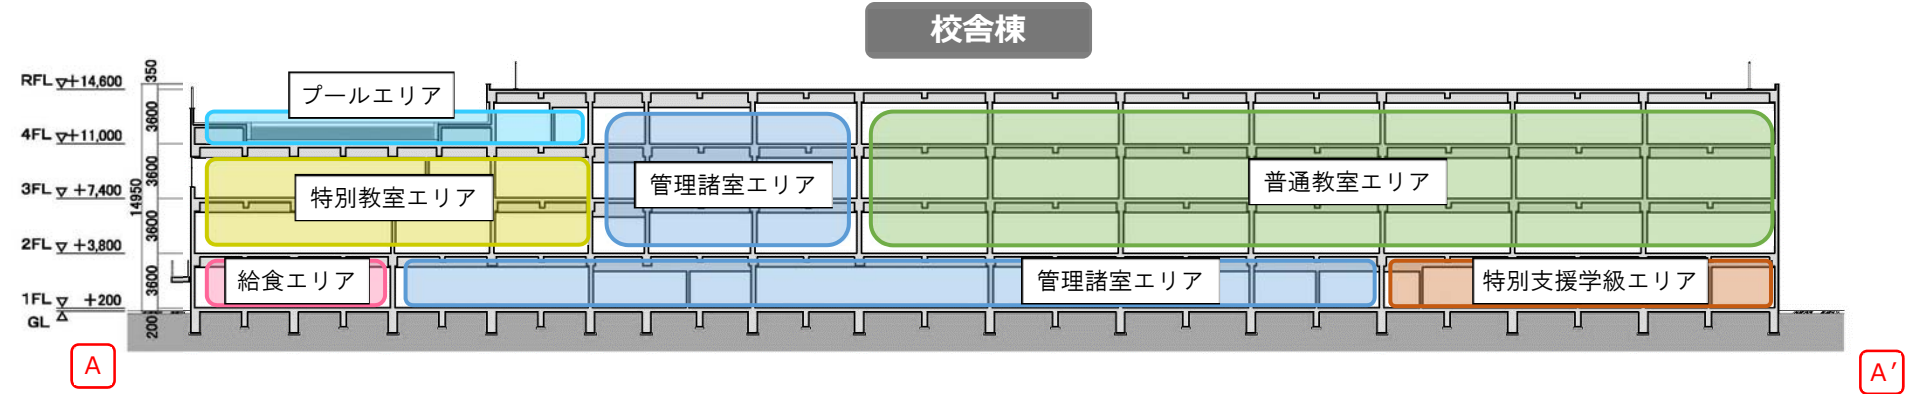 校舎棟
RFL ▽+14,600
350
プールエリア
3600
4FL ▽+11,000
3600
3FL ▽ +7,400
14950
特別教室エリア
管理諸室エリア
普通教室エリア
3600
2FL ▽ +3,800
3600
給食エリア
管理諸室エリア
特別支援学級エリア
1FL ▽ +200
GL △
200
A
A′